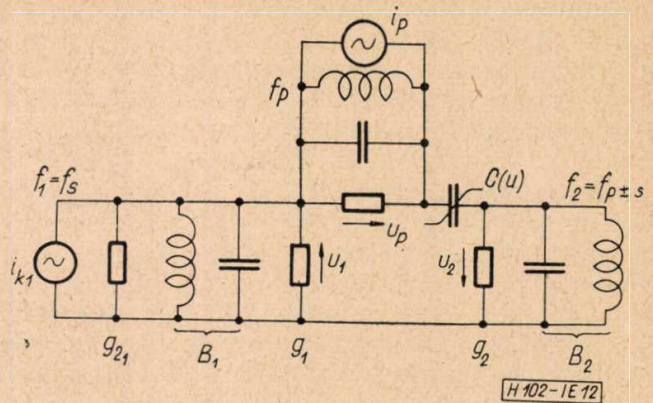 i_p
f_p
C(u)
f_1=f_s
f_2=f_p±s
u_p
i_k1
u_1
u_2
g_21
B_1
g_1
g_2
B_2
H 102-IE 12